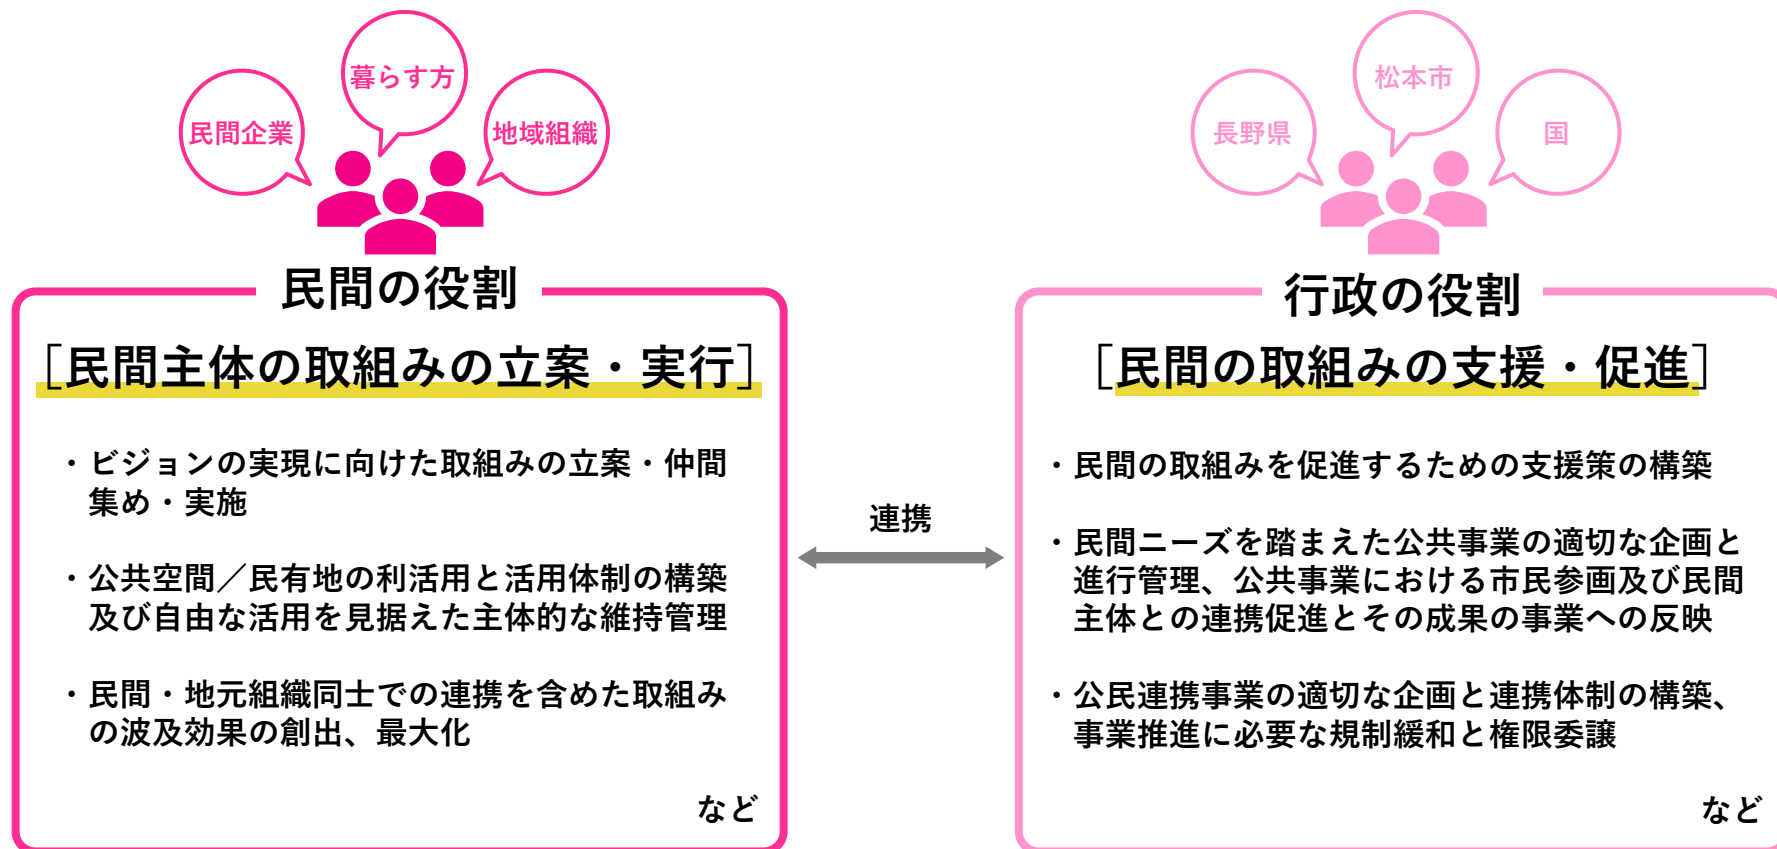 暮らす方
民間企業
地域組織
民間の役割
［民間主体の取組みの立案・実行］
・ビジョンの実現に向けた取組みの立案・仲間
集め・実施
・公共空間／民有地の利活用と活用体制の構築
及び自由な活用を見据えた主体的な維持管理
・民間・地元組織同士での連携を含めた取組み
の波及効果の創出、最大化
など
連携
松本市
長野県
国
行政の役割
［民間の取組みの支援・促進］
・民間の取組みを促進するための支援策の構築
・民間ニーズを踏まえた公共事業の適切な企画と
進行管理、公共事業における市民参画及び民間
主体との連携促進とその成果の事業への反映
・公民連携事業の適切な企画と連携体制の構築、
事業推進に必要な規制緩和と権限委譲
など